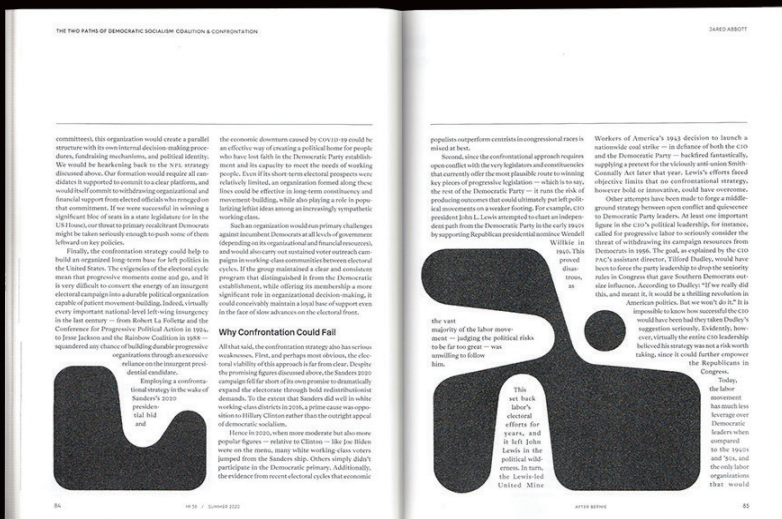 THE TWO PATHS OF DEMOCRATIC SOCIALISM: COALITION & CONFRONTATION
committees), this organization would create a parallel
structure with its own internal decision-making proce-
dures, fundraising mechanisms, and political identity.
We would be hearkening back to the NPL strategy
discussed above. Our formation would require all can-
didates it supported to commit to a clear platform, and
would itself commit to withdrawing organizational and
financial support from elected officials who reneged on
that commitment. If we were successful in winning a
significant bloc of seats in a state legislature (or in the
US House), our threat to primary recalcitrant Democrats
might be taken seriously enough to push some of them
leftward on key policies.
Finally, the confrontation strategy could help to
build an organized long-term base for left politics in
the United States. The exigencies of the electoral cycle
mean that progressive moments come and go, and it
is very difficult to convert the energy of an insurgent
electoral campaign into a durable political organization
capable of patient movement-building. Indeed, virtually
every important national-level left-wing insurgency
in the last century — from Robert La Follette and the
Conference for Progressive Political Action in 1924,
to Jesse Jackson and the Rainbow Coalition in 1988 —
squandered any chance of building durable progressive
organizations through an excessive
reliance on the insurgent presi-
dential candidate.
Employing a confronta-
tional strategy in the wake of
Sanders's 2020
presiden-
tial bid
and
the economic downturn caused by COVID-19 could be
an effective way of creating a political home for people
who have lost faith in the Democratic Party establish-
ment and its capacity to meet the needs of working
people. Even if its short-term electoral prospects were
relatively limited, an organization formed along these
lines could be effective in long-term constituency and
movement-building, while also playing a role in popu-
larizing leftist ideas among an increasingly sympathetic
working class.
Such an organization would run primary challenges
against incumbent Democrats at all levels of government
(depending on its organizational and financial resources),
and would also carry out sustained voter outreach cam-
paigns in working-class communities between electoral
cycles. If the group maintained a clear and consistent
program that distinguished it from the Democratic
establishment, while offering its membership a more
significant role in organizational decision-making, it
could conceivably maintain a loyal base of support even
in the face of slow advances on the electoral front.
Why Confrontation Could Fail
All that said, the confrontation strategy also has serious
weaknesses. First, and perhaps most obvious, the elec-
toral viability of this approach is far from clear. Despite
the promising figures discussed above, the Sanders 2020
campaign fell far short of its own promise to dramatically
expand the electorate through bold redistributionist
demands. To the extent that Sanders did well in white
working-class districts in 2016, a prime cause was oppo-
sition to Hillary Clinton rather than the outright appeal
of democratic socialism.
Hence in 2020, when more moderate but also more
popular figures — relative to Clinton — like Joe Biden
were on the menu, many white working-class voters
jumped from the Sanders ship. Others simply didn't
participate in the Democratic primary. Additionally,
the evidence from recent electoral cycles that economic
84
Nº 38 / SUMMER 2020
JARED ABBOTT
populists outperform centrists in congressional races is
mixed at best.
Second, since the confrontational approach requires
open conflict with the very legislators and constituencies
that currently offer the most plausible route to winning
key pieces of progressive legislation — which is to say,
the rest of the Democratic Party — it runs the risk of
producing outcomes that could ultimately put left polit-
ical movements on a weaker footing. For example, CIO
president John L. Lewis attempted to chart an indepen-
dent path from the Democratic Party in the early 1940s
by supporting Republican presidential nominee Wendell
Willkie in
1940. This
proved
disas-
trous,
as
the vast
majority of the labor move-
ment — judging the political risks
to be far too great — was
unwilling to follow
him.
This
set back
labor's
electoral
efforts for
years, and
it left John
Lewis in the
political wild-
erness. In turn,
the Lewis-led
United Mine
Workers of America's 1943 decision to launch a
nationwide coal strike — in defiance of both the CIO
and the Democratic Party — backfired fantastically,
supplying a pretext for the viciously anti-union Smith-
Connally Act later that year. Lewis's efforts faced
objective limits that no confrontational strategy,
however bold or innovative, could have overcome.
Other attempts have been made to forge a middle-
ground strategy between open conflict and quiescence
to Democratic Party leaders. At least one important
figure in the CIO's political leadership, for instance,
called for progressive labor to seriously consider the
threat of withdrawing its campaign resources from
Democrats in 1956. The goal, as explained by the CIO
PAC's assistant director, Tilford Dudley, would have
been to force the party leadership to drop the seniority
rules in Congress that gave Southern Democrats out-
size influence. According to Dudley: "If we really did
this, and meant it, it would be a thrilling revolution in
American politics. But we won't do it." It is
impossible to know how successful the CIO
would have been had they taken Dudley's
suggestion seriously. Evidently, how-
ever, virtually the entire CIO leadership
believed his strategy was not a risk worth
taking, since it could further empower
the Republicans in
Congress.
Today,
the labor
movement
has much less
leverage over
Democratic
leaders when
compared
to the 1940s
and '50s, and
the only labor
organizations
that would
AFTER BERNIE
85